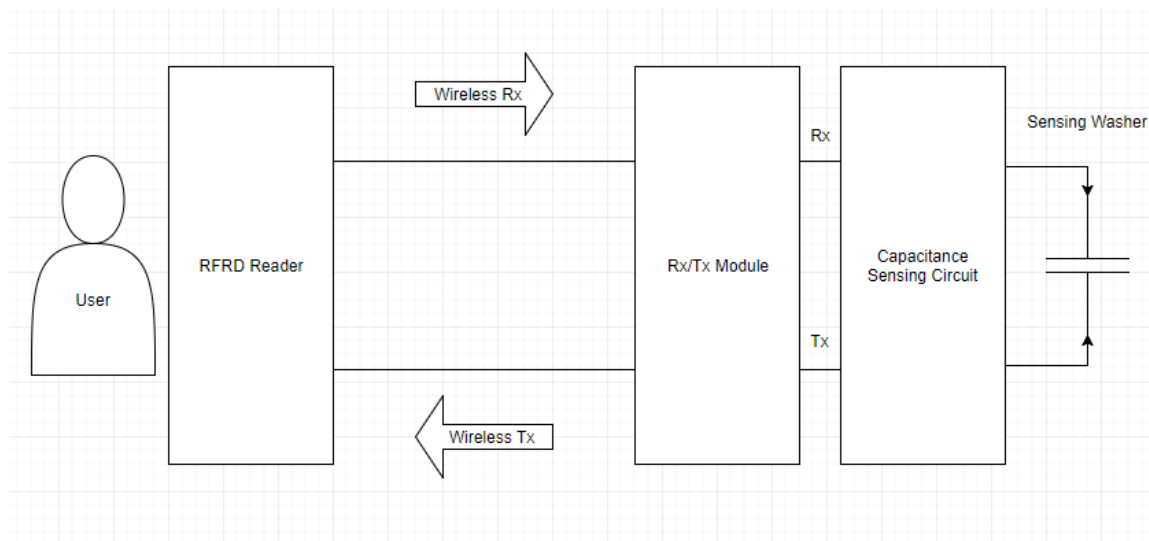 Wireless Rx
Rx
Sensing Washer
User
RFRD Reader
Rx/Tx Module
Capacitance
Sensing Circuit
Tx
Wireless Tx